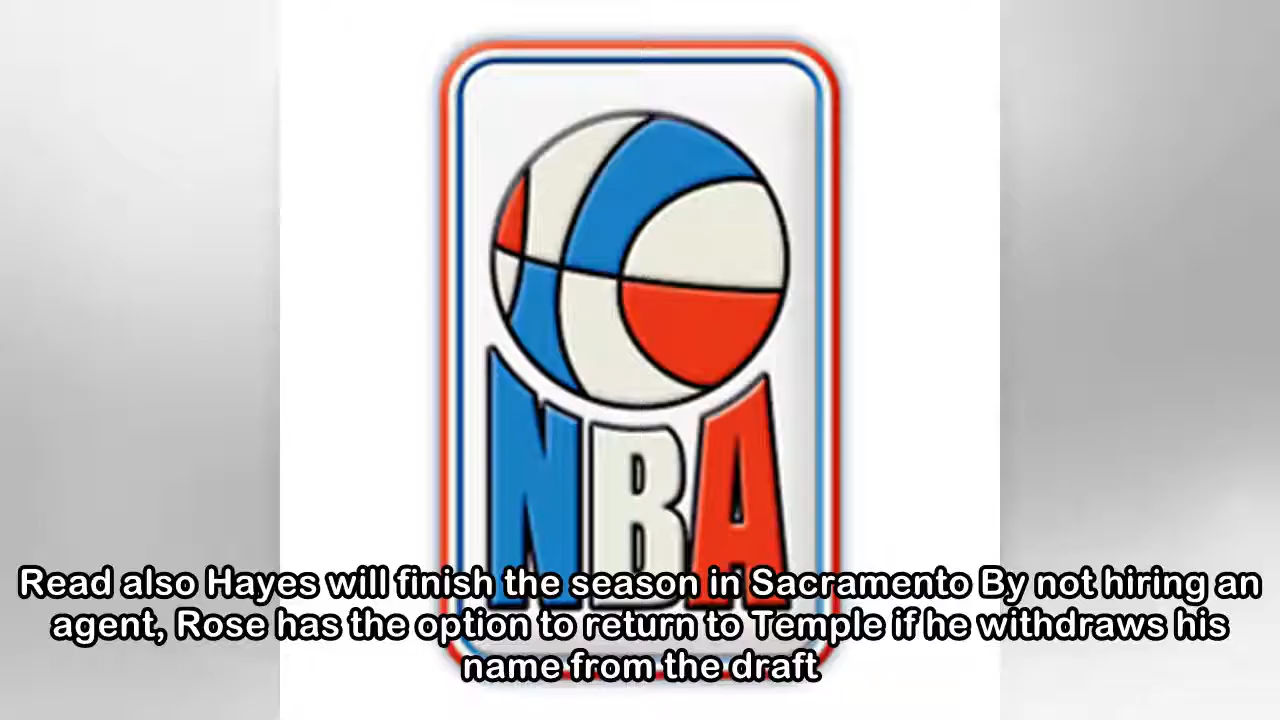 NBA
Read also Hayes will finish the season in Sacramento By not hiring an
agent, Rose has the option to return to Temple if he withdraws his
name from the draft